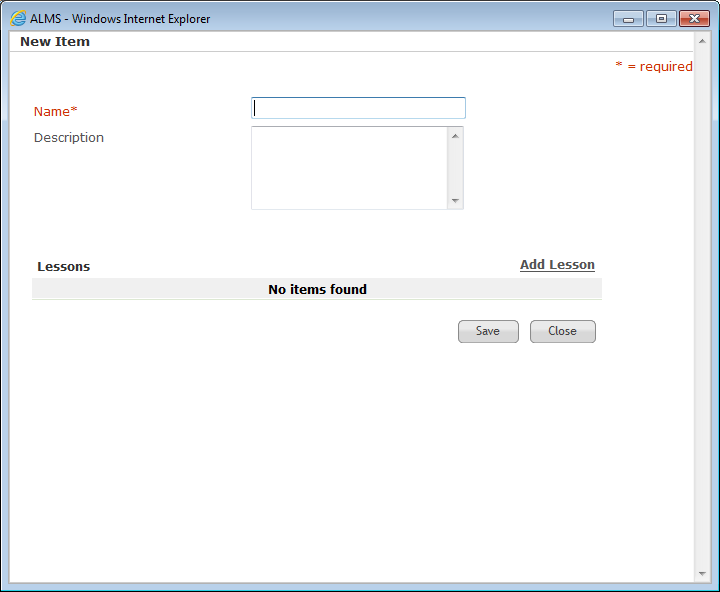 ALMS - Windows Internet Explorer
New Item
* = required
Name*
Description
Lessons Add Lesson
No items found
Save Close